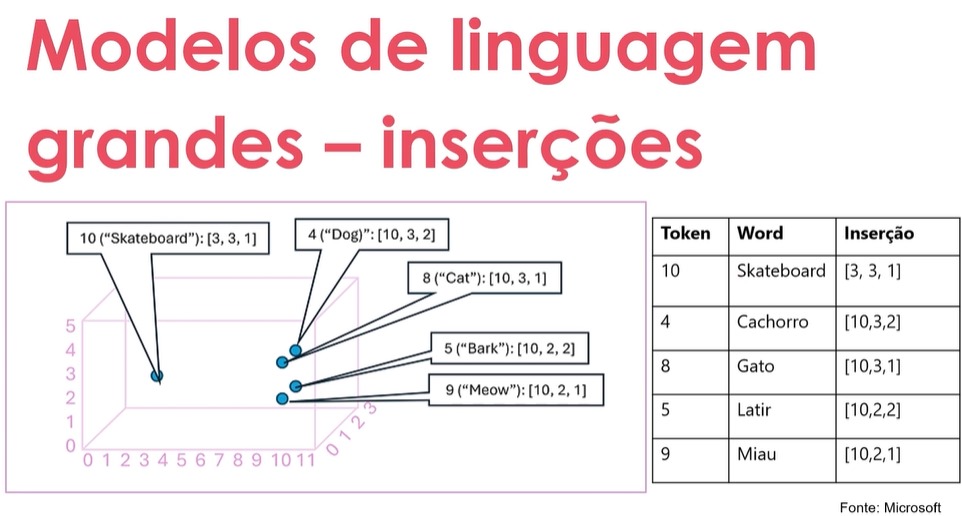 Modelos de linguagem
grandes – inserções
10 (“Skateboard”): [3, 3, 1]
4 (“Dog)”: [10, 3, 2]
8 (“Cat”): [10, 3, 1]
5 (“Bark”): [10, 2, 2]
9 (“Meow”): [10, 2, 1]
5
4
3
2
1
0
0 1 2 3 4 5 6 7 8 9 10 11
0 1 2 3
Token Word Inserção
10 Skateboard [3, 3, 1]
4 Cachorro [10,3,2]
8 Gato [10,3,1]
5 Latir [10,2,2]
9 Miau [10,2,1]
Fonte: Microsoft